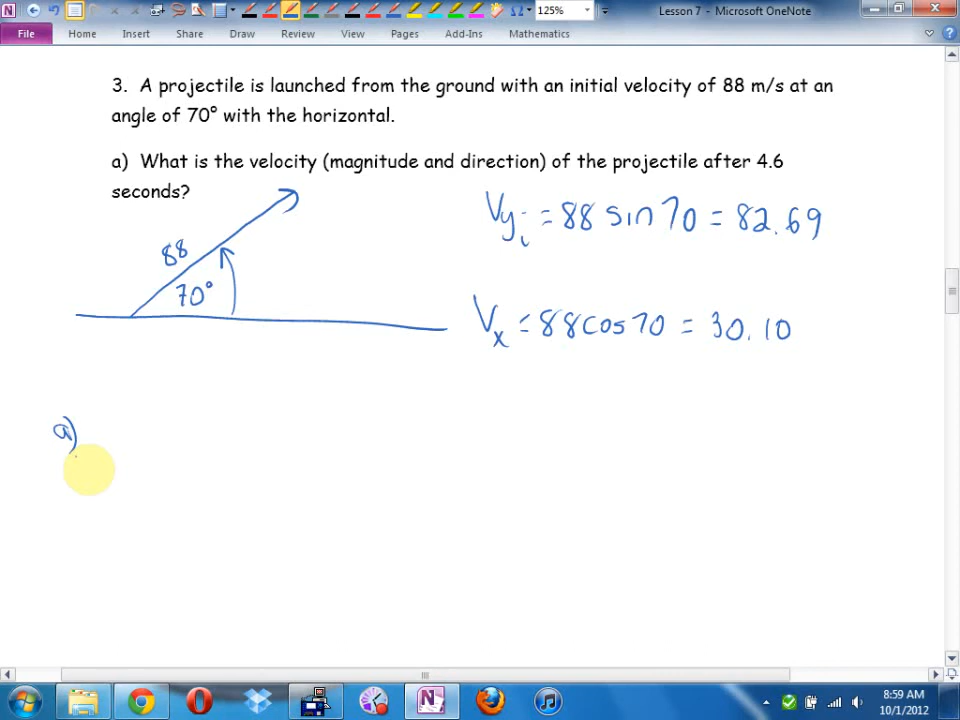 125%
Lesson 7 - Microsoft OneNote
File Home Insert Share Draw Review View Pages Add-Ins Mathematics
3. A projectile is launched from the ground with an initial velocity of 88 m/s at an
angle of 70° with the horizontal.
a) What is the velocity (magnitude and direction) of the projectile after 4.6
seconds?
Vyi = 88 sin 70 = 82.69
88
70°
Vx = 88 cos 70 = 30.10
a)
8:59 AM
10/1/2012